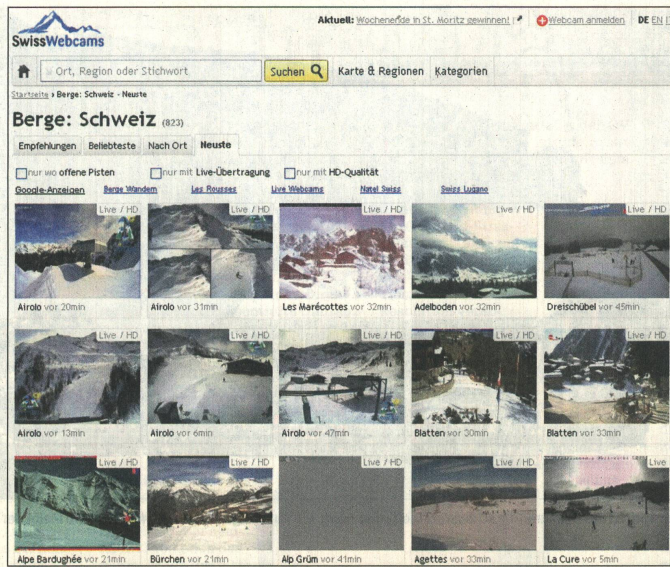 Aktuell: Wochenende in St. Moritz gewinnen! Webcam anmelden DE EN
SwissWebcams
Ort, Region oder Stichwort Suchen Karte & Regionen Kategorien
Startseite › Berge: Schweiz - Neuste
Berge: Schweiz (823)
Empfehlungen Beliebteste Nach Ort Neuste
nur wo offene Pisten nur mit Live-Übertragung nur mit HD-Qualität
Google-Anzeigen Berge Wandern Les Rousses Live Webcams Natel Swiss Swiss Lugano
Live / HD Live / HD Live / HD Live / HD Live / HD
Airolo vor 20min Airolo vor 31min Les Marécottes vor 32min Adelboden vor 32min Dreischübel vor 45min
Live / HD Live / HD Live / HD Live / HD Live / HD
Airolo vor 13min Airolo vor 6min Airolo vor 47min Blatten vor 30min Blatten vor 33min
Live / HD Live / HD Live / HD Live / HD Live
Alpe Bardughée vor 21min Bürchen vor 21min Alp Grüm vor 41min Agettes vor 33min La Cure vor 5min